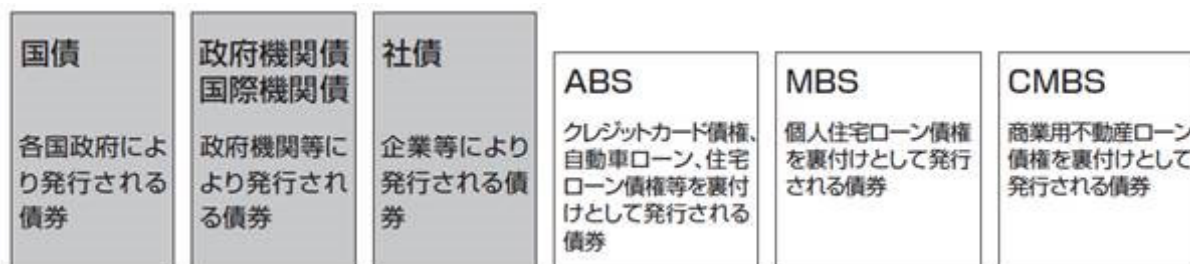 国債
各国政府によ
り発行される
債券
政府機関債
国際機関債
政府機関等に
より発行され
る債券
社債
企業等により
発行される債
券
ABS
クレジットカード債権、
自動車ローン、住宅
ローン債権等を裏付
けとして発行される
債券
MBS
個人住宅ローン債権
を裏付けとして発行
される債券
CMBS
商業用不動産ローン
債権を裏付けとして
発行される債券